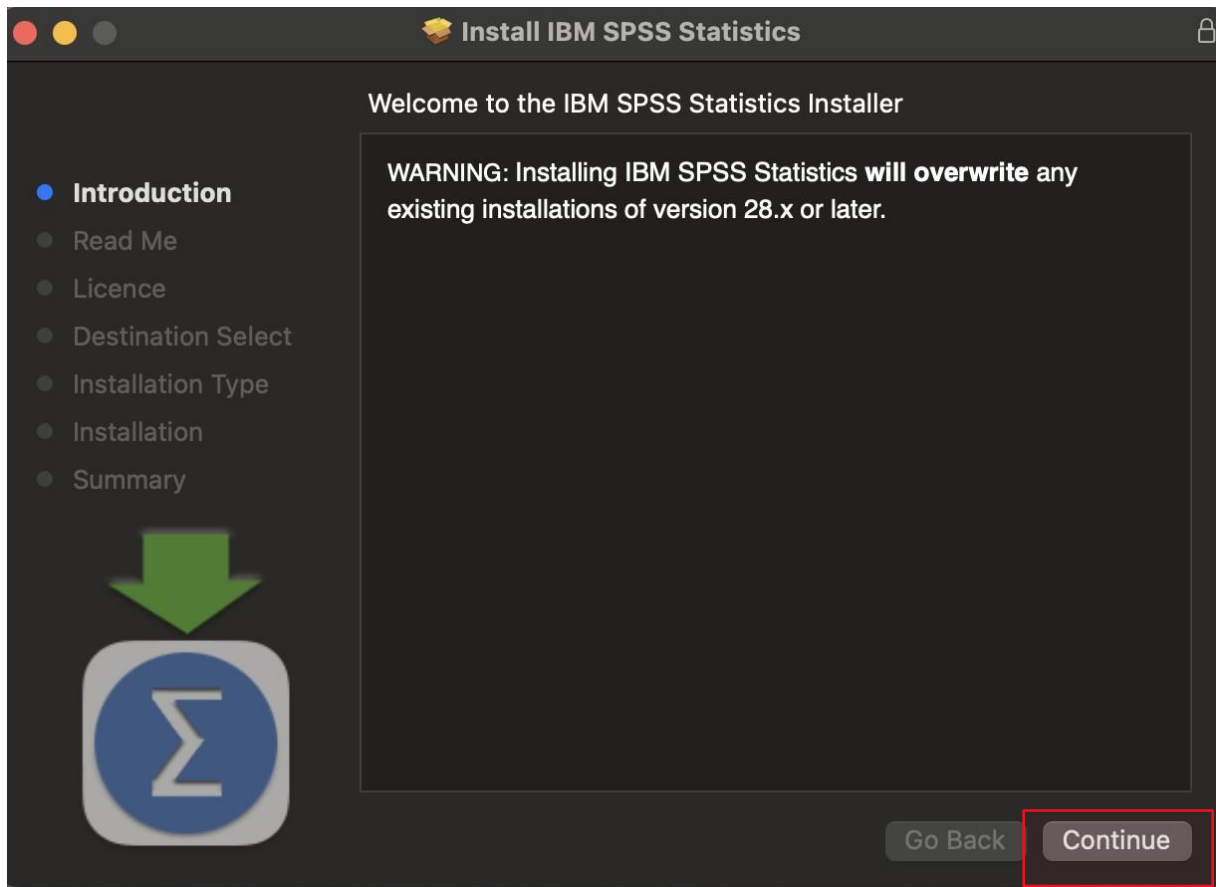 Install IBM SPSS Statistics
Welcome to the IBM SPSS Statistics Installer
WARNING: Installing IBM SPSS Statistics will overwrite any
existing installations of version 28.x or later.
Introduction
Read Me
Licence
Destination Select
Installation Type
Installation
Summary
Σ
Go Back
Continue